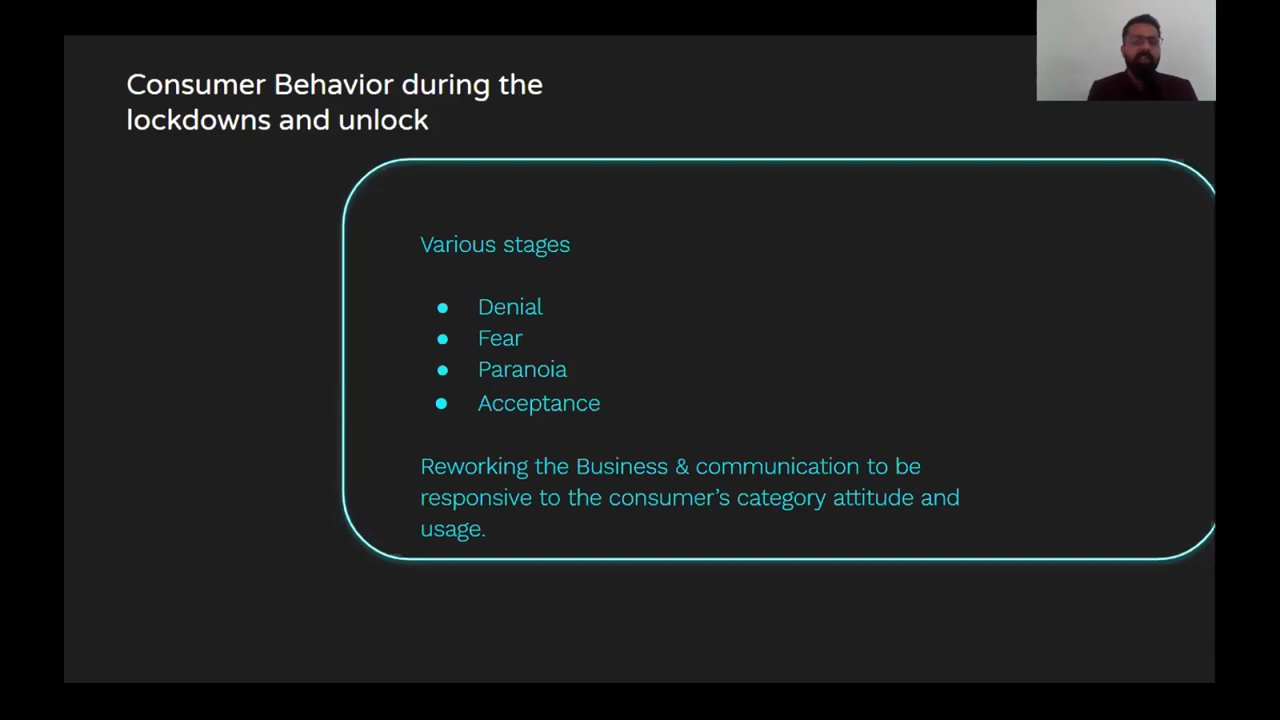 Consumer Behavior during the
lockdowns and unlock
Various stages
● Denial
● Fear
● Paranoia
● Acceptance
Reworking the Business & communication to be
responsive to the consumer’s category attitude and
usage.